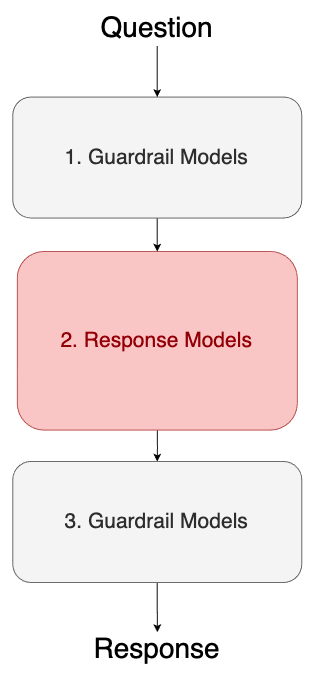 Question
1. Guardrail Models
2. Response Models
3. Guardrail Models
Response